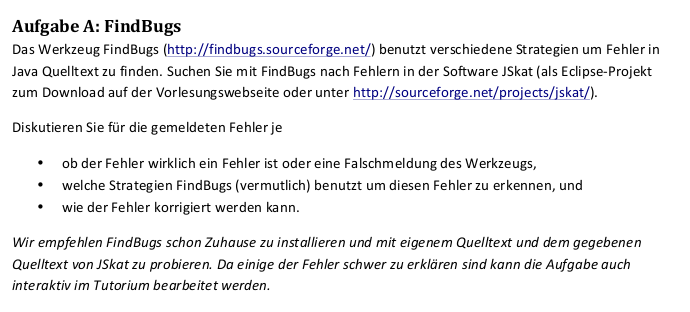 Aufgabe A: FindBugs
Das Werkzeug FindBugs (http://findbugs.sourceforge.net/) benutzt verschiedene Strategien um Fehler in
Java Quelltext zu finden. Suchen Sie mit FindBugs nach Fehlern in der Software JSkat (als Eclipse-Projekt
zum Download auf der Vorlesungswebseite oder unter http://sourceforge.net/projects/jskat/).
Diskutieren Sie für die gemeldeten Fehler je
• ob der Fehler wirklich ein Fehler ist oder eine Falschmeldung des Werkzeugs,
• welche Strategien FindBugs (vermutlich) benutzt um diesen Fehler zu erkennen, und
• wie der Fehler korrigiert werden kann.
Wir empfehlen FindBugs schon Zuhause zu installieren und mit eigenem Quelltext und dem gegebenen
Quelltext von JSkat zu probieren. Da einige der Fehler schwer zu erklären sind kann die Aufgabe auch
interaktiv im Tutorium bearbeitet werden.